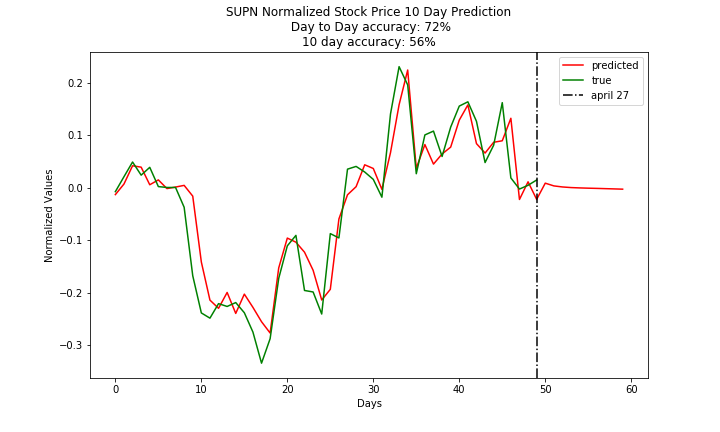 SUPN Normalized Stock Price 10 Day Prediction
Day to Day accuracy: 72%
10 day accuracy: 56%
predicted
true
april 27
Normalized Values
0.2
0.1
0.0
−0.1
−0.2
−0.3
0
10
20
30
40
50
60
Days